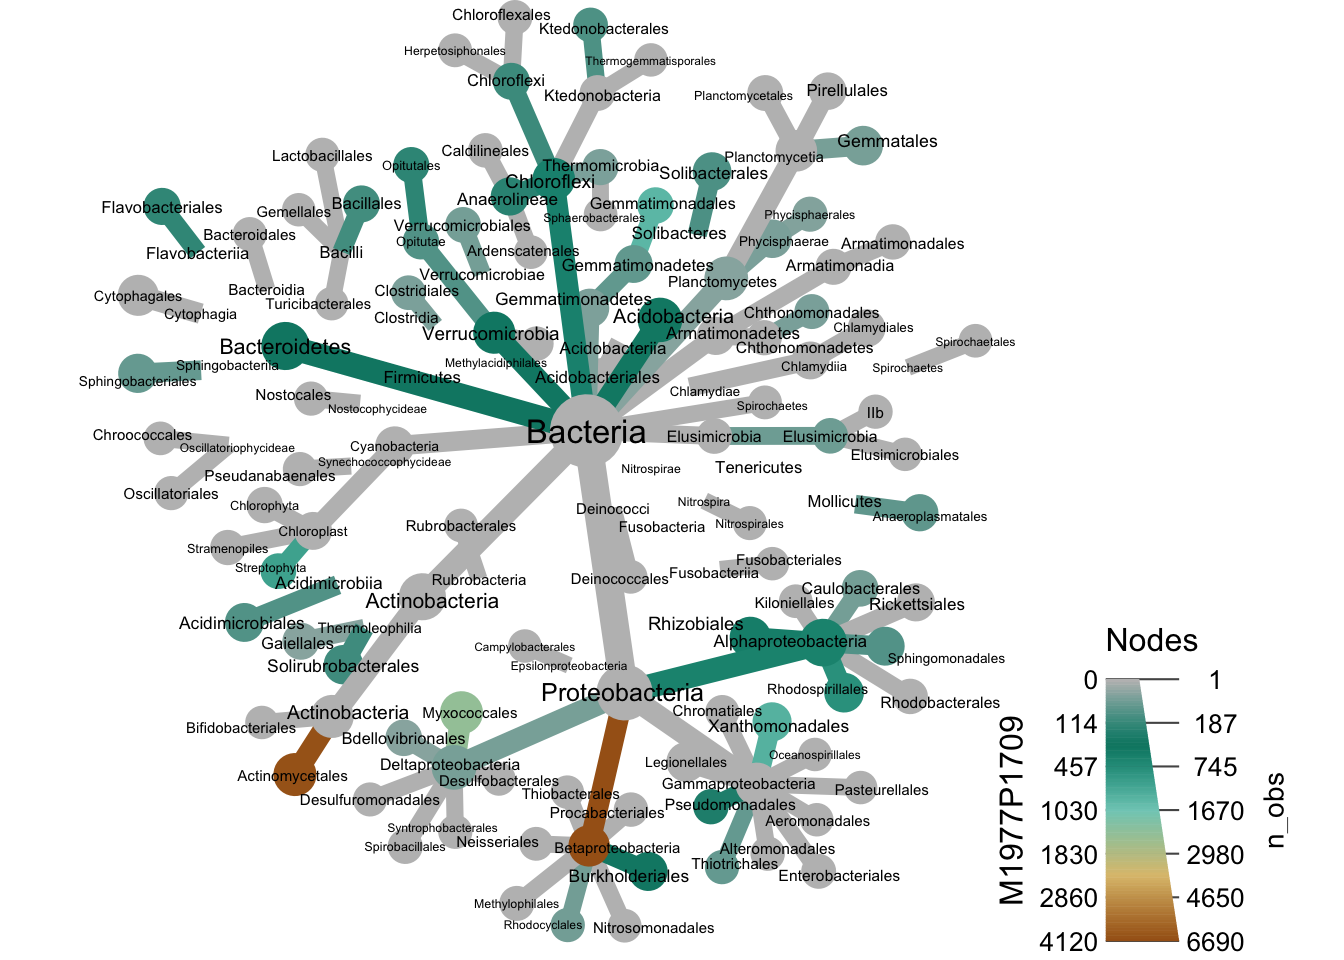 Chloroflexales
Ktedonobacterales
Herpetosiphonales
Thermogemmatisporales
Chloroflexi
Ktedonobacteria
Planctomycetales
Pirellulales
Gemmatales
Lactobacillales
Opitutales
Caldilineales
Thermomicrobia
Planctomycetia
Solibacterales
Chloroflexi
Anaerolineae
Flavobacteriales
Gemellales
Bacillales
Gemmatimonadales
Sphaerobacterales
Phycisphaerales
Verrucomicrobiales
Bacteroidales
Opitutae
Solibacteres
Phycisphaerae
Armatimonadales
Flavobacteriia
Bacilli
Ardenscatenales
Gemmatimonadetes
Armatimonadia
Verrucomicrobiae
Planctomycetes
Cytophagales
Bacteroidia
Clostridiales
Turicibacterales
Gemmatimonadetes
Cytophagia
Clostridia
Acidobacteria
Chthonomonadales
Chlamydiales
Verrucomicrobia
Armatimonadetes
Spirochaetales
Bacteroidetes
Acidobacteriia
Chthonomonadetes
Sphingobacteriia
Methylacidiphilales
Chlamydiia
Spirochaetes
Sphingobacteriales
Firmicutes
Acidobacteriales
Nostocales
Chlamydiae
Nostocophycideae
Spirochaetes
IIb
Chroococcales
Bacteria
Elusimicrobia
Elusimicrobia
Oscillatoriophycideae
Cyanobacteria
Elusimicrobiales
Synechococcophycideae
Nitrospirae
Tenericutes
Pseudanabaenales
Oscillatoriales
Chlorophyta
Nitrospira
Mollicutes
Deinococci
Anaeroplasmatales
Chloroplast
Rubrobacterales
Fusobacteria
Nitrospirales
Stramenopiles
Streptophyta
Fusobacteriales
Acidimicrobiia
Rubrobacteria
Deinococcales
Fusobacteriia
Caulobacterales
Actinobacteria
Kiloniellales
Rickettsiales
Acidimicrobiales
Thermoleophilia
Rhizobiales
Gaiellales
Campylobacterales
Alphaproteobacteria
Solirubrobacterales
Epsilonproteobacteria
Sphingomonadales
Proteobacteria
Rhodospirillales
Rhodobacterales
Actinobacteria
Myxococcales
Chromatiales
Bifidobacteriales
Xanthomonadales
Bdellovibrionales
Deltaproteobacteria
Legionellales
Oceanospirillales
Actinomycetales
Desulfobacterales
Gammaproteobacteria
Pasteurellales
Desulfuromonadales
Thiobacterales
Pseudomonadales
Procabacteriales
Aeromonadales
Syntrophobacterales
Spirobacillales
Neisseriales
Betaproteobacteria
Alteromonadales
Thiotrichales
Burkholderiales
Enterobacteriales
Methylophilales
Rhodocyclales
Nitrosomonadales
Nodes
0 1
114 187
457 745
1030 1670
1830 2980
2860 4650
4120 6690
M1977P1709
n_obs